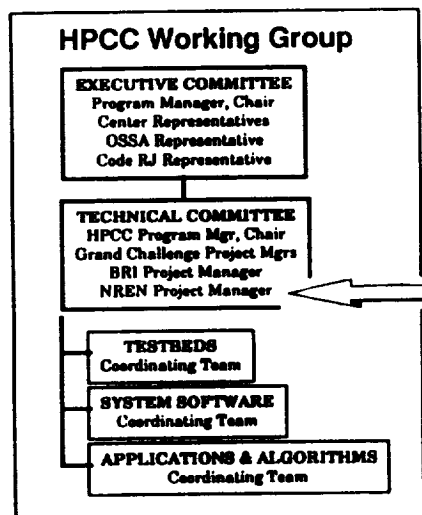 HPCC Working Group
EXECUTIVE COMMITTEE
Program Manager, Chair
Center Representatives
OSSA Representative
Code RJ Representative
TECHNICAL COMMITTEE
HPCC Program Mgr, Chair
Grand Challenge Project Mgrs
BRI Project Manager
NREN Project Manager
TESTBEDS
Coordinating Team
SYSTEM SOFTWARE
Coordinating Team
APPLICATIONS & ALGORITHMS
Coordinating Team